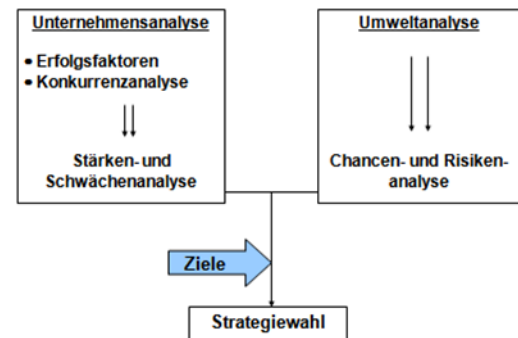 Unternehmensanalyse
• Erfolgsfaktoren
• Konkurrenzanalyse
Stärken- und
Schwächenanalyse
Umweltanalyse
Chancen- und Risiken-
analyse
Ziele
Strategiewahl